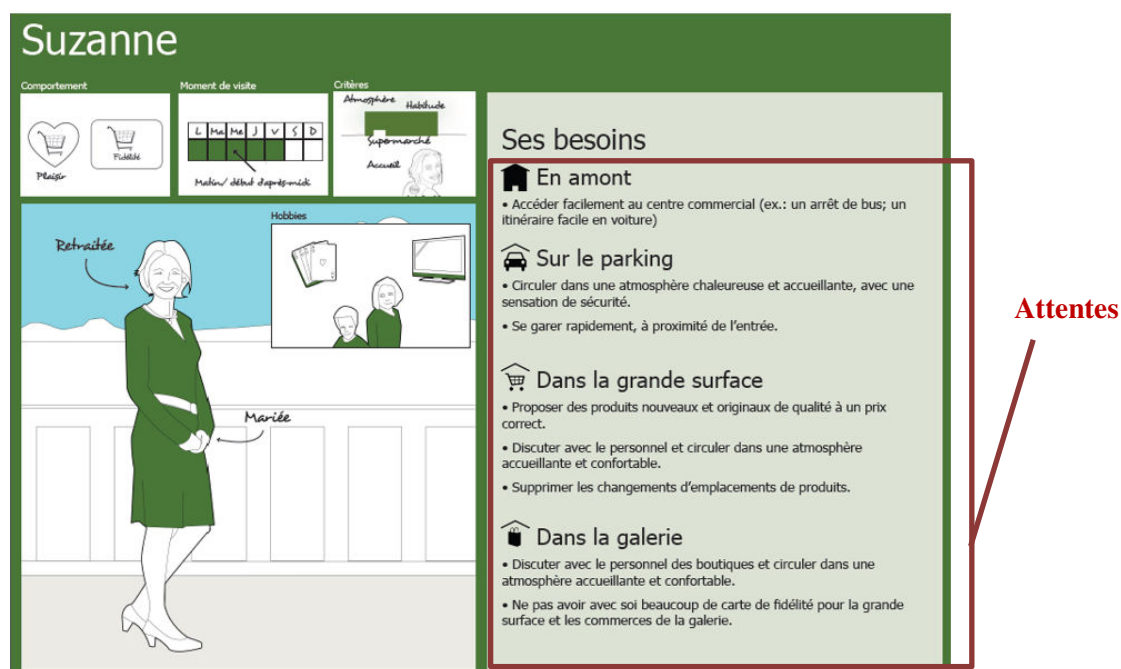 Suzanne
Comportement
Plaisir
Fidélité
Moment de visite
L Ma Me J V S D
Matin/ début d'après-midi
Critères
Atmosphère
Habitude
Supermarché
Accueil
Retraitée
Mariée
Hobbies
Ses besoins
En amont
• Accéder facilement au centre commercial (ex.: un arrêt de bus; un
itinéraire facile en voiture)
Sur le parking
• Circuler dans une atmosphère chaleureuse et accueillante, avec une
sensation de sécurité.
• Se garer rapidement, à proximité de l'entrée.
Dans la grande surface
• Proposer des produits nouveaux et originaux de qualité à un prix
correct.
• Discuter avec le personnel et circuler dans une atmosphère
accueillante et confortable.
• Supprimer les changements d'emplacements de produits.
Dans la galerie
• Discuter avec le personnel des boutiques et circuler dans une
atmosphère accueillante et confortable.
• Ne pas avoir avec soi beaucoup de carte de fidélité pour la grande
surface et les commerces de la galerie.
Attentes